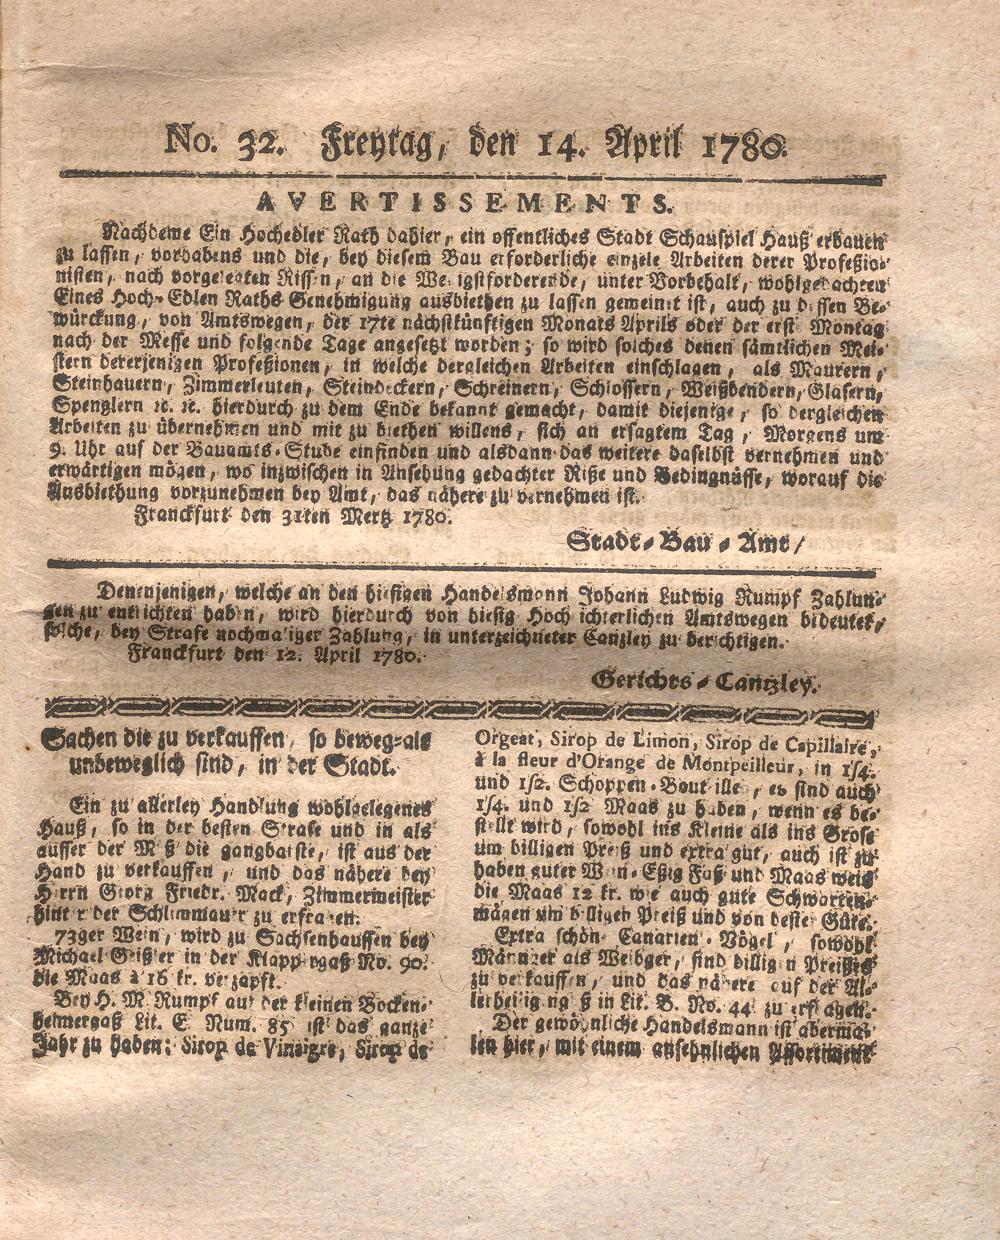 No. 32. Freytag, den 14. April 1780.
AVERTISSEMENTS.
Nachdeme Ein Hochedler Rath dahier, ein offentliches Stadt Schauspiel Hauß erbauen
zu lassen, vorhabens und die, bey diesem Bau erforderliche einzele Arbeiten derer Profeßio-
nisten, nach vorgelegten Rissen, an die Wenigstforderende, unter Vorbehalt, wohlgedachten
Eines Hoch-Edlen Raths Genehmigung ausbiethen zu lassen gemeinet ist, auch zu dessen Be-
würckung, von Amtswegen, der 17te nächstkünftigen Monats Aprils oder der erste Montag
nach der Messe und folgende Tage angesetzt worden; so wird solches denen sämtlichen Mei-
stern dererjenigen Profeßionen, in welche dergleichen Arbeiten einschlagen, als Maurern,
Steinhauern, Zimmerleuten, Steindeckern, Schreinern, Schlossern, Weißbendern, Glasern,
Spenglern ꝛc. ꝛc. hierdurch zu dem Ende bekannt gemacht, damit diejenige, so dergleichen
Arbeiten zu übernehmen und mit zu biethen willens, sich an ersagtem Tag, Morgens um
9. Uhr auf der Bauamts-Stube einfinden und alsdann das weitere daselbst vernehmen und
erwärtigen mögen, wo inzwischen in Ansehung gedachter Riße und Bedingnüsse, worauf die
Ausbiethung vorzunehmen bey Amt, das nähere zu vernehmen ist.
Franckfurt den 31ten Mertz 1780.
Stadt-Bau-Amt/
Denenjenigen, welche an den hiesigen Handelsmann Johann Ludwig Rumpf Zahlun-
gen zu entrichten haben, wird hierdurch von hiesig Hochrichterlichen Amtswegen bedeutet,
solche, bey Strafe nochmaliger Zahlung, in unterzeichneter Canzley zu berichtigen.
Franckfurt den 12. April 1780.
Gerichts-Cantzley.
Sachen die zu verkauffen, so beweg-als
unbeweglich sind, in der Stadt.
Ein zu allerley Handlung wohlgelegenes
Hauß, so in der besten Strase und in als
ausser der Meß die gangbarste, ist aus der
Hand zu verkauffen, und das nähere bey
Herrn Georg Friedr. Mack, Zimmermeister
hinter der Schlimmauer zu erfragen.
73ger Wein, wird zu Sachsenhaussen bey
Michael Geißler in der Klappergaß No. 90.
die Maas à 16 kr. verzapft.
Bey H. M. Rumpf auf der kleinen Bocken-
heimergaß Lit. E. Num. 85 ist das ganze
Jahr zu haben: Sirop de Vinaigre, Sirop de
Orgeat, Sirop de Limon, Sirop de Capillaire,
à la fleur d'Orange de Montpeilleur, in 1/4.
und 1/2. Schoppen-Bouteille, es sind auch
1/4. und 1/2 Maas zu haben, wenn es be-
stellt wird, sowohl ins Kleine als ins Grose
um billigen Preiß und extra gut, auch ist zu
haben guter Wein-Eßig Faß und Maas weis
die Maas 12 kr. wie auch gute Schwarten-
mägen um billigen Preiß und von bester Güte.
Extra schöne Canarien-Vögel, sowohl
Männger als Weibger, sind billigen Preißes
zu verkauffen, und das nähere auf der Al-
lerheiligengaß in Lit. B. No. 44 zu erfragen.
Der gewöhnliche Handelsmann ist aberma-
len hier, mit einem ansehnlichen Assortiment